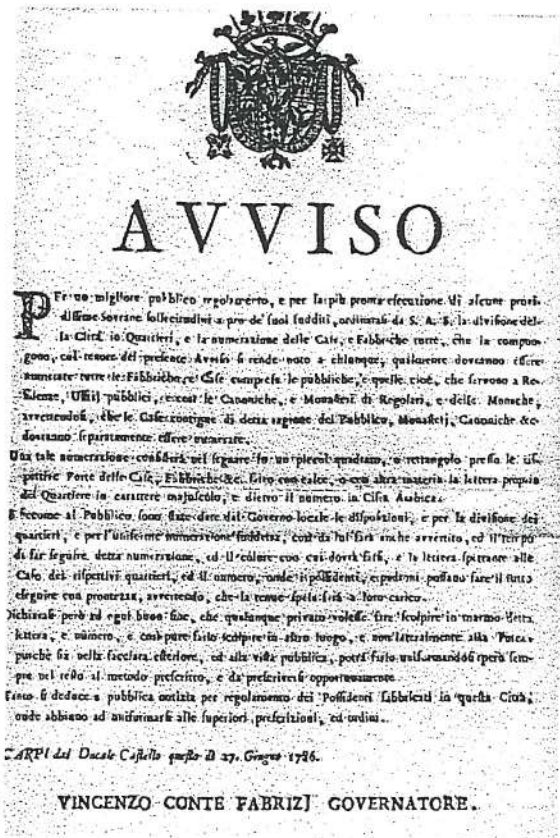 AVVISO
PEr un migliore pubblico regolamento, e per la più pronta esecuzione di alcune provi-
dissime Sovrane sollecitudini a pro de' suoi sudditi, ordinatasi da S. A. S. la divisione del-
la Città in Quartieri, e la numerazione delle Case, e Fabbriche tutte, che la compon-
gono, col tenore del presente Avviso si rende noto a chiunque, qualmente dovranno essere
numerate tutte le Fabbriche, e Case comprese le pubbliche, e quelle cioè, che servono a Re-
sidenze, Uffizj pubblici, e così le Canoniche, e Monasteri di Regolari, e delle Monache,
avvertendosi, che le Case contigue di detta ragione del Pubblico, Monasterj, Canoniche &c.
dovranno separatamente essere numerate.
Una tale numerazione consisterà nel segnare in un piccol quadrato, o rettangolo presso le ris-
pettive Porte delle Case, Fabbriche &c. fatto con calce, o con altra materia la lettera propria
del Quartiere in carattere majuscolo, e dietro il numero in Cifra Arabica.
E siccome al Pubblico sono state date dal Governo locale le disposizioni, e per la divisione dei
quartieri, e per l'uniforme numerazione suddetta, così da lui sarà anche avvertito, ed il tempo
di far seguire detta numerazione, ed il colore con cui dovrà farsi, e la lettera spettante alle
Case dei rispettivi quartieri, ed il numero, onde i possidenti, e padroni possano fare il tutto
eseguire con prontezza, avvertendo, che la tenue spesa sarà a loro carico.
Dichiarasi però ad ogni buon fine, che qualunque privato volesse fare scolpire in marmo detta
lettera, e numero, e così pure farlo scolpire in altro luogo, e non literalmente alla Porta,
purchè sia nella facciata esteriore, ed alla vista pubblica, potrà farlo uniformandosi però sem-
pre nel resto al metodo prescritto, e da prescriversi opportunamente.
Tanto si deduce a pubblica notizia per regolamento dei Possidenti fabbricati in questa Città,
onde abbiano ad uniformarsi alle superiori prescrizioni, ed ordini.
CARPI dal Ducale Castello questo dì 27. Giugno 1786.
VINCENZO CONTE FABRIZJ GOVERNATORE.